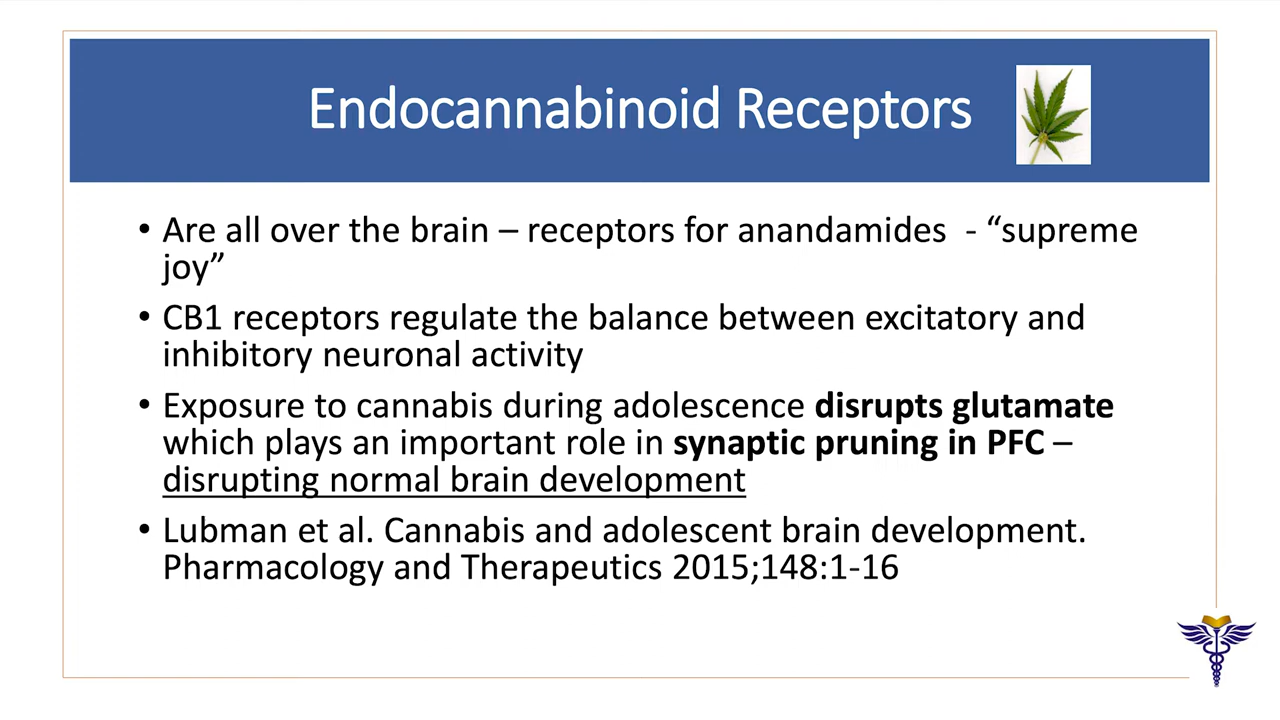 Endocannabinoid Receptors
• Are all over the brain – receptors for anandamides - “supreme
joy”
• CB1 receptors regulate the balance between excitatory and
inhibitory neuronal activity
• Exposure to cannabis during adolescence disrupts glutamate
which plays an important role in synaptic pruning in PFC –
disrupting normal brain development
• Lubman et al. Cannabis and adolescent brain development.
Pharmacology and Therapeutics 2015;148:1-16